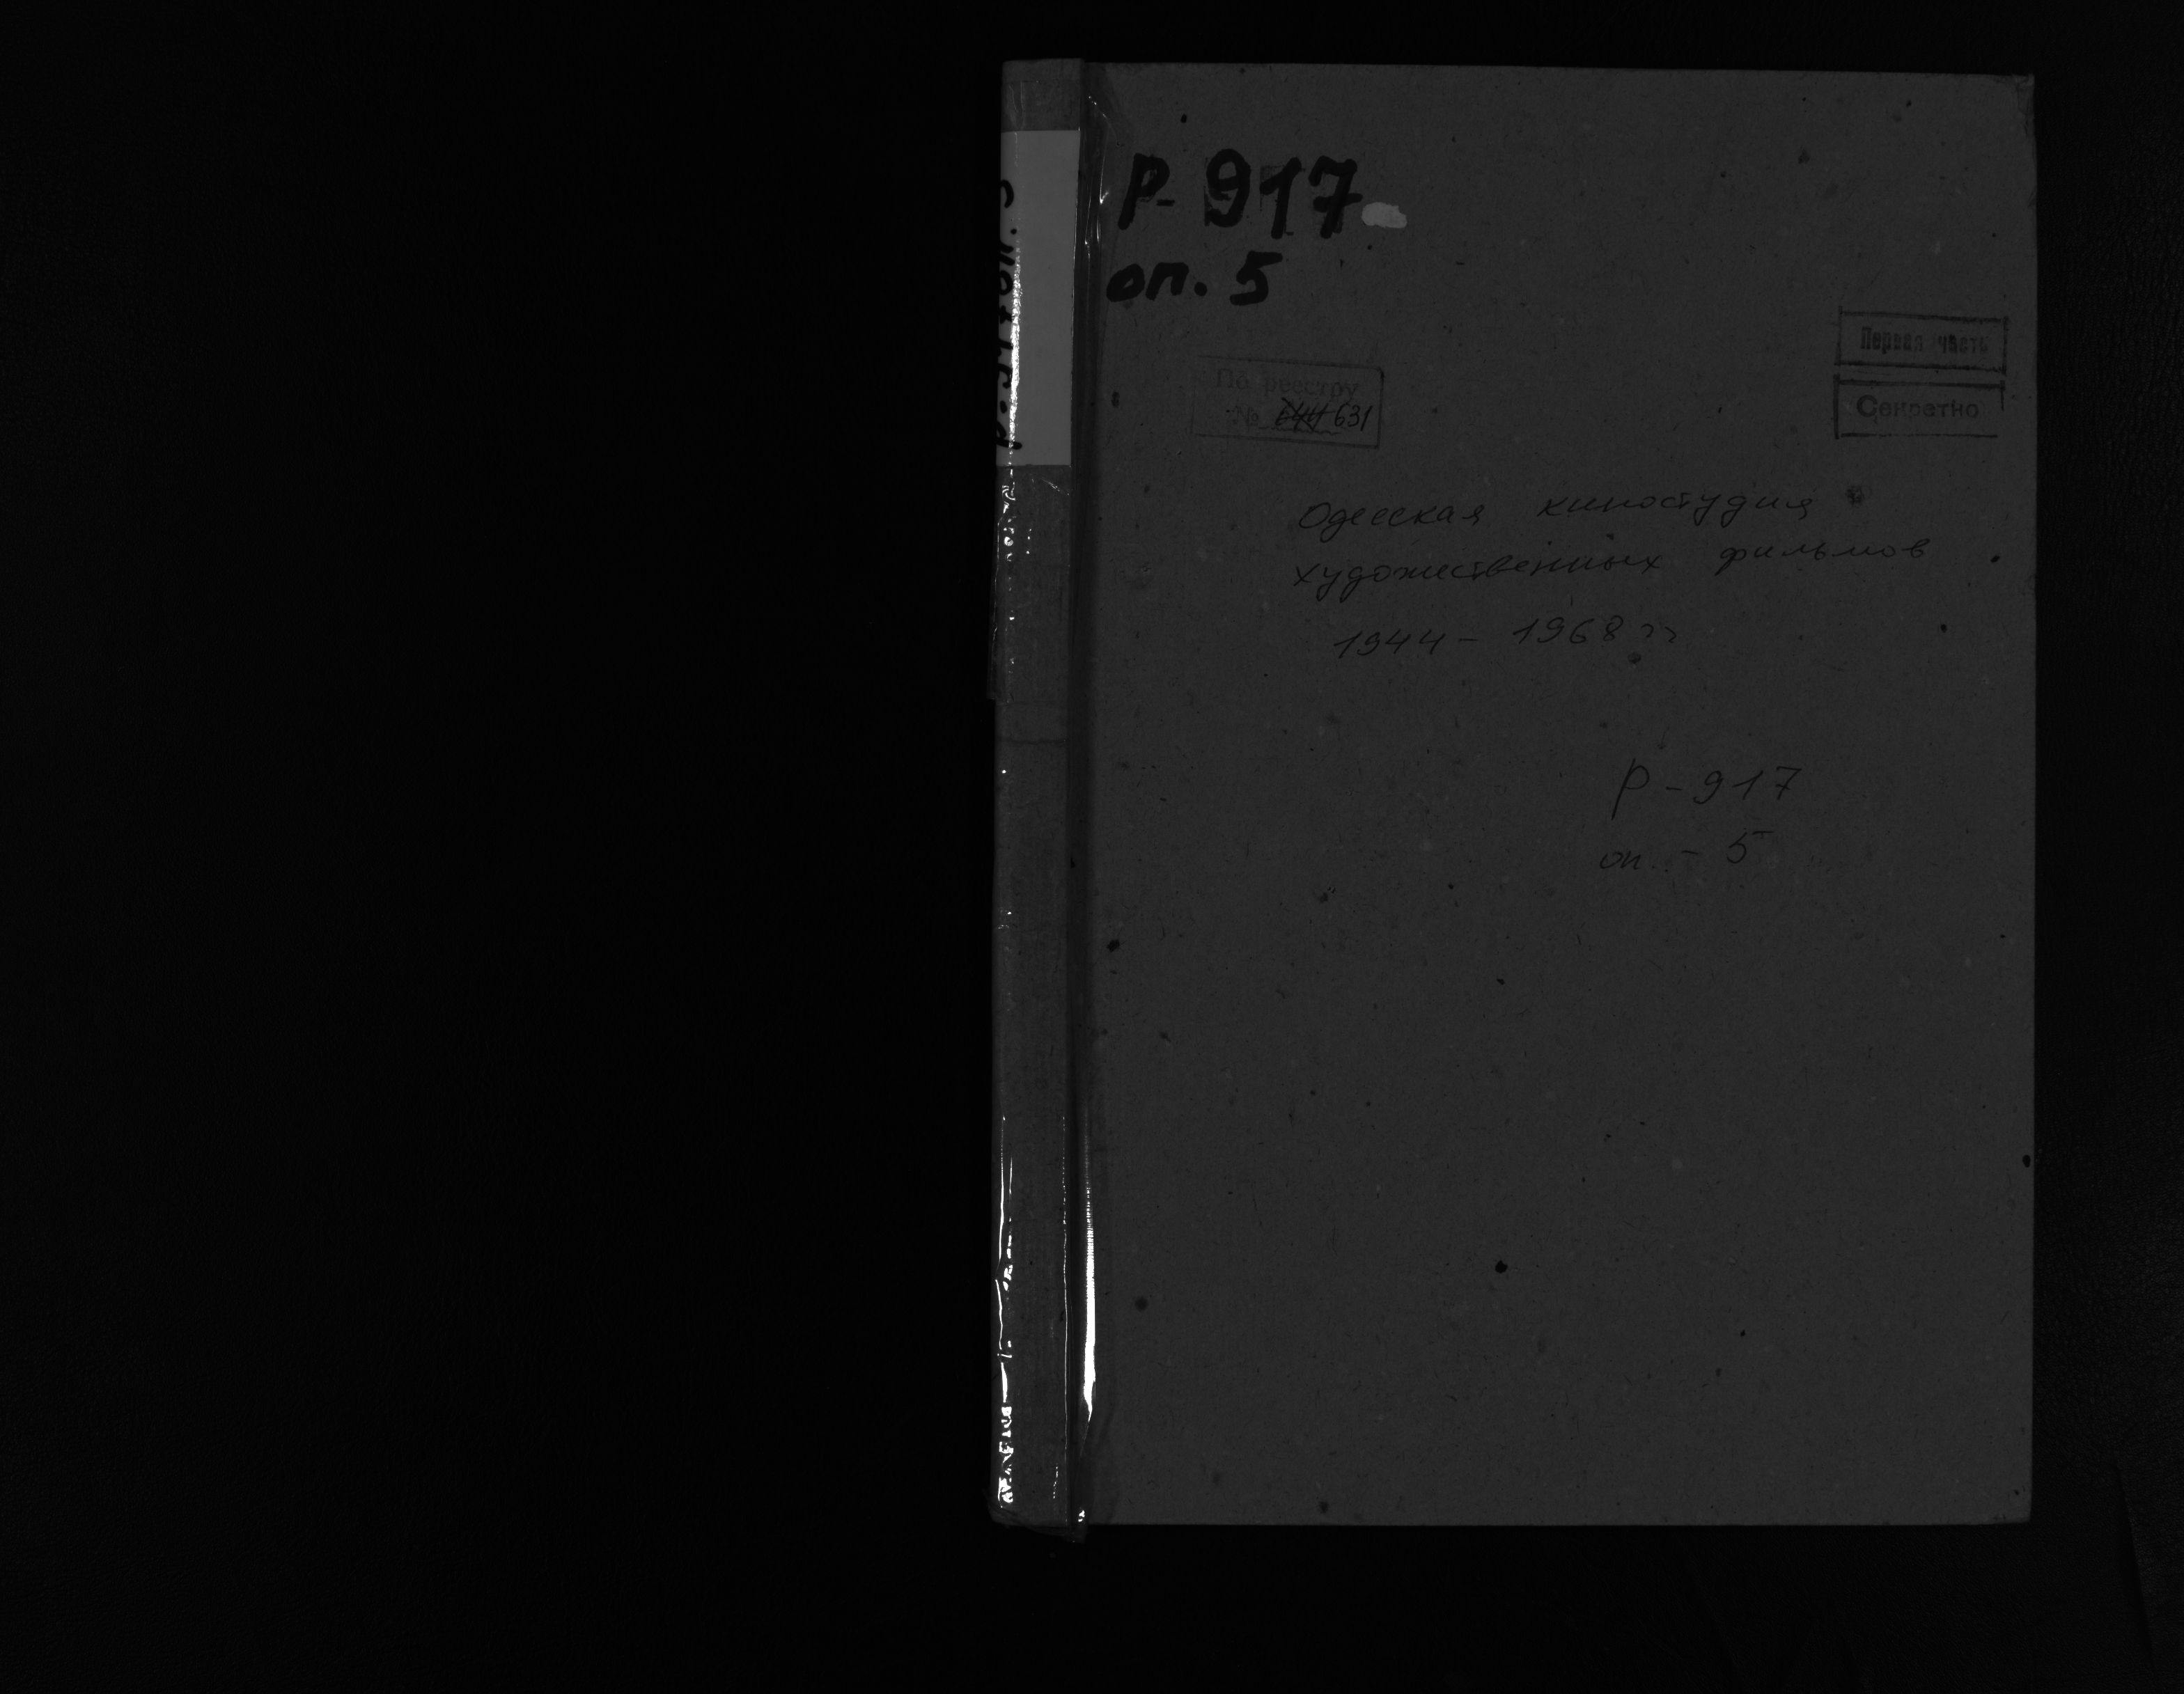 Р-917
оп. 5
Первая часть
Секретно
По реестру
№ 631
Одесская киностудия
художественных фильмов
1944 - 1968 гг
Р - 917
оп. - 5